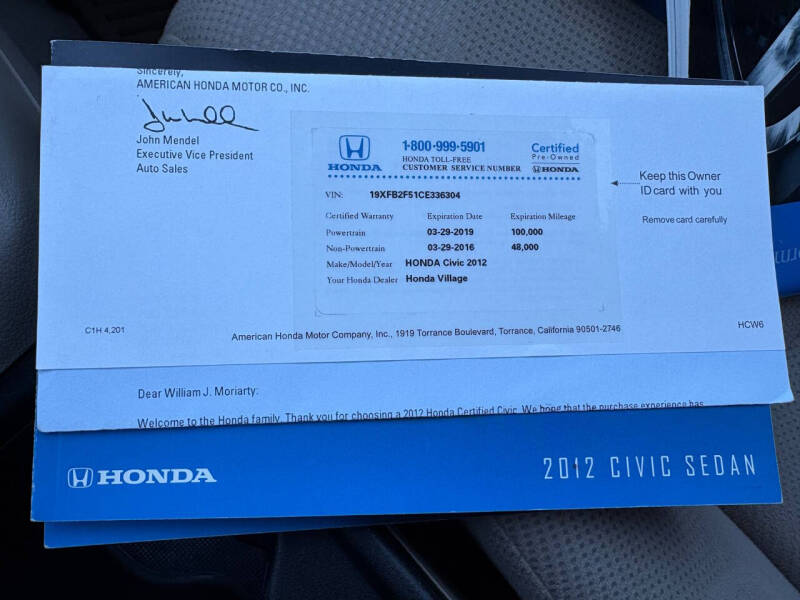 Sincerely,
AMERICAN HONDA MOTOR CO., INC.
John Mendel
Executive Vice President
Auto Sales
HONDA
1-800-999-5901
HONDA TOLL-FREE
CUSTOMER SERVICE NUMBER
Certified
Pre-Owned
HONDA
VIN: 19XFB2F51CE336304
Certified Warranty Expiration Date Expiration Mileage
Powertrain 03-29-2019 100,000
Non-Powertrain 03-29-2016 48,000
Make/Model/Year HONDA Civic 2012
Your Honda Dealer Honda Village
Keep this Owner
ID card with you
Remove card carefully
C1H 4,201
American Honda Motor Company, Inc., 1919 Torrance Boulevard, Torrance, California 90501-2746
HCW6
Dear William J. Moriarty:
Welcome to the Honda family. Thank you for choosing a 2012 Honda Certified Civic. We hope that the purchase experience has
HONDA
2012 CIVIC SEDAN